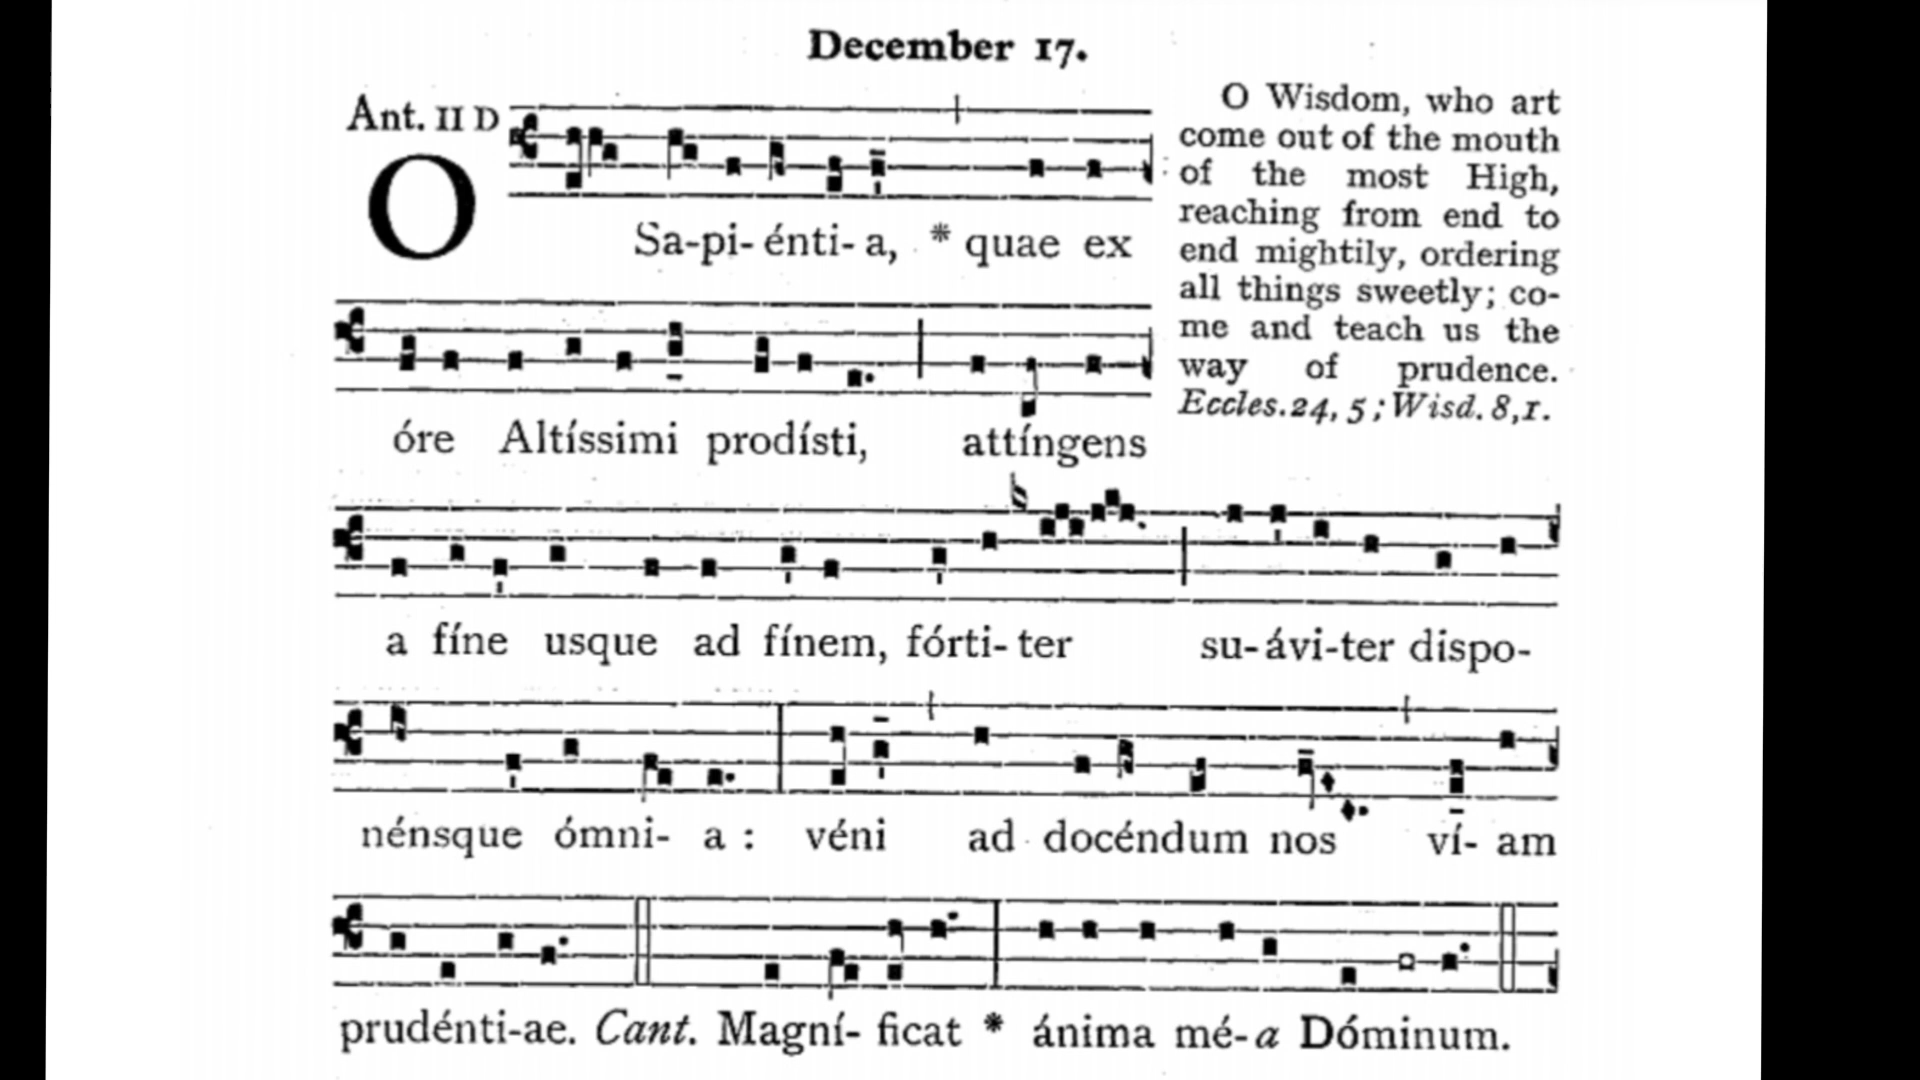 December 17.
Ant. II D
O Sa-pi-énti-a, * quae ex
óre Altíssimi prodísti, attíngens
O Wisdom, who art
come out of the mouth
of the most High,
reaching from end to
end mightily, ordering
all things sweetly; co-
me and teach us the
way of prudence.
Eccles.24, 5; Wisd. 8,1.
a fíne usque ad fínem, fórti-ter su-ávi-ter dispo-
nénsque ómni-a : véni ad docéndum nos ví-am
prudénti-ae. Cant. Magní-ficat * ánima mé-a Dóminum.